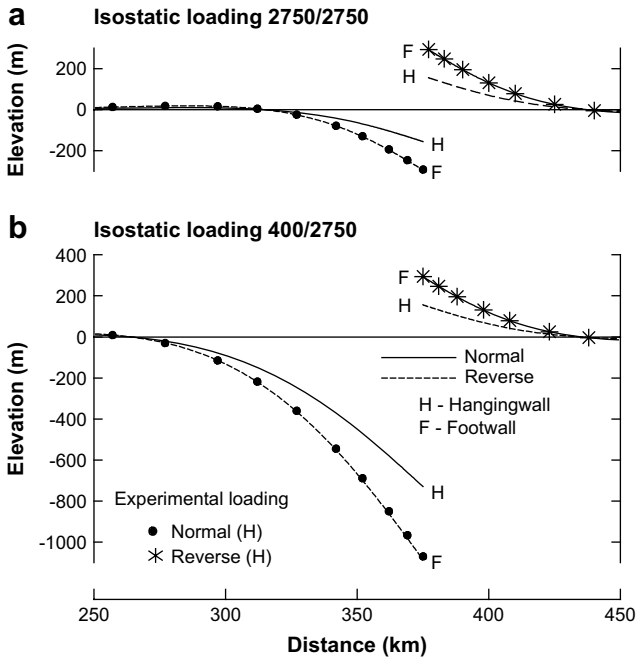 a
Isostatic loading 2750/2750
Elevation (m)
200
0
-200
F
H
H
F
b
Isostatic loading 400/2750
Elevation (m)
400
200
0
-200
-400
-600
-800
-1000
F
H
Normal
Reverse
H - Hangingwall
F - Footwall
H
F
Experimental loading
Normal (H)
Reverse (H)
250 300 350 400 450
Distance (km)